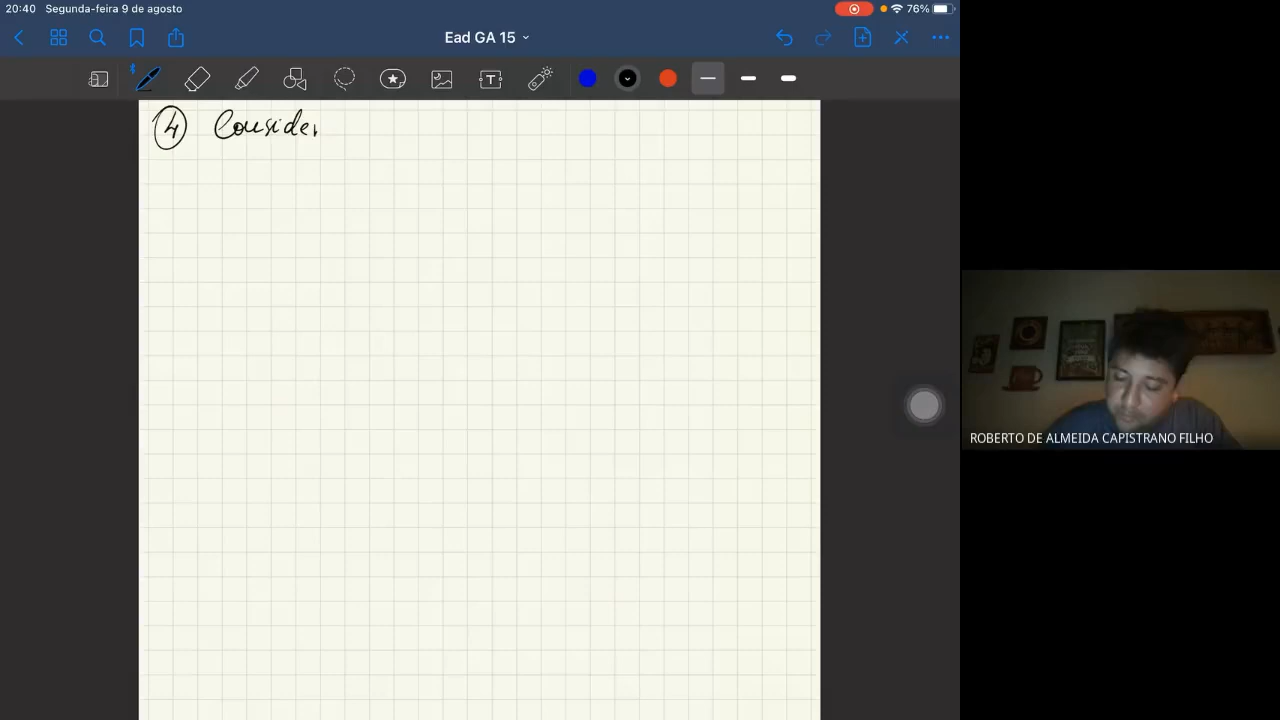 20:40 Segunda-feira 9 de agosto
76%
Ead GA 15
T
4 Consider
ROBERTO DE ALMEIDA CAPISTRANO FILHO